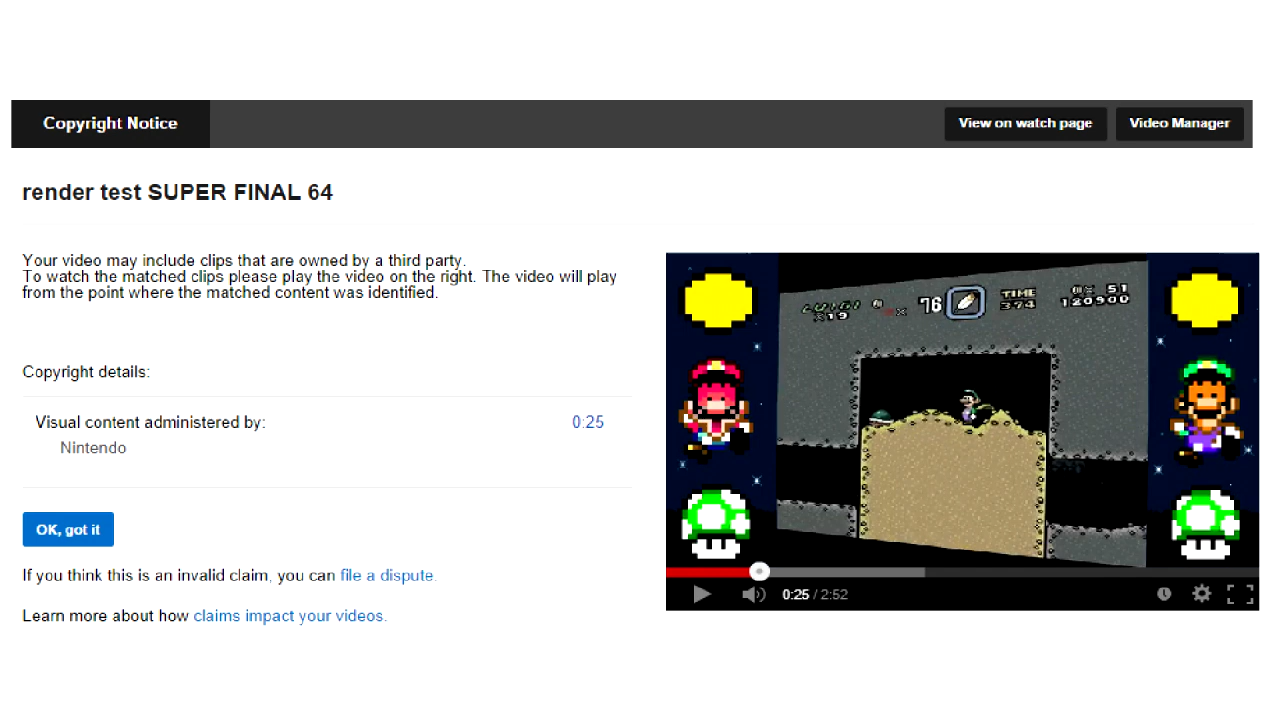 Copyright Notice
View on watch page
Video Manager
render test SUPER FINAL 64
Your video may include clips that are owned by a third party.
To watch the matched clips please play the video on the right. The video will play
from the point where the matched content was identified.
Copyright details:
Visual content administered by:
0:25
Nintendo
OK, got it
If you think this is an invalid claim, you can file a dispute.
Learn more about how claims impact your videos.
LUIGI
x19
76
TIME
374
51
120900
0:25 / 2:52